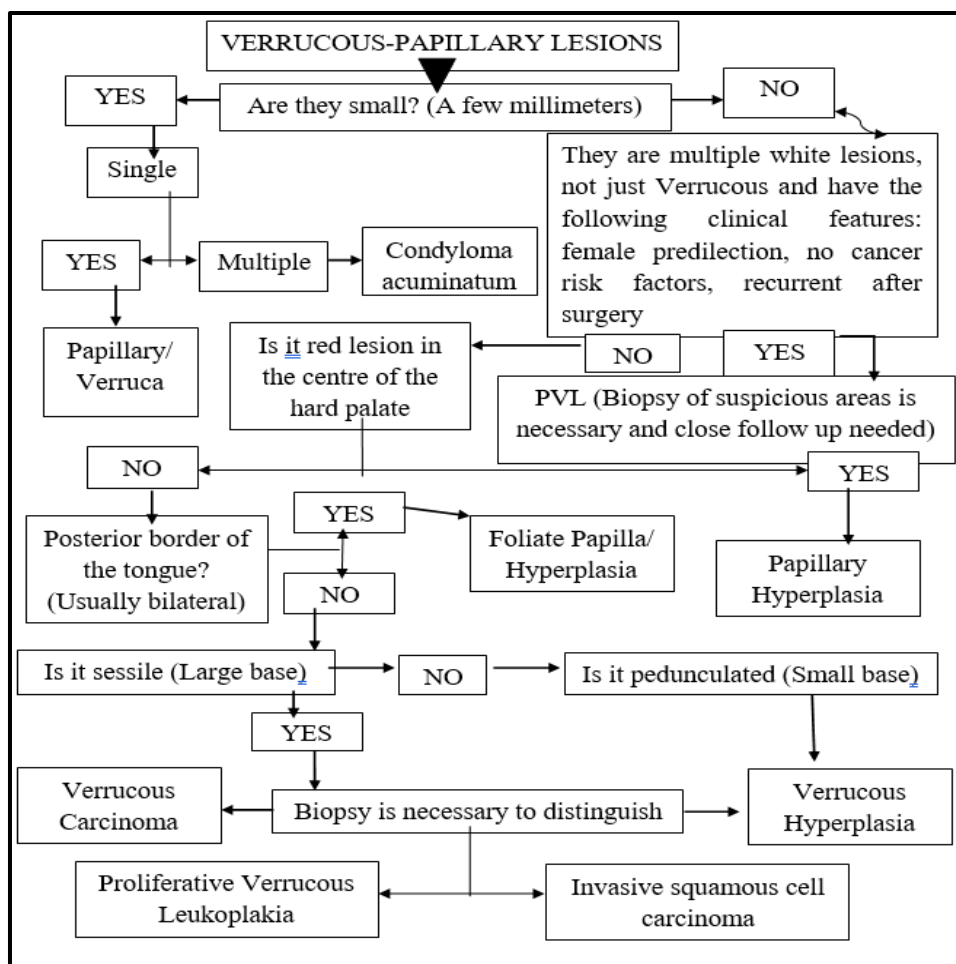 VERRUCOUS-PAPILLARY LESIONS
YES
Are they small? (A few millimeters)
NO
Single
They are multiple white lesions,
not just Verrucous and have the
following clinical features:
female predilection, no cancer
risk factors, recurrent after
surgery
YES
Multiple
Condyloma
acuminatum
Papillary/
Verruca
Is it red lesion in
the centre of the
hard palate
NO
YES
PVL (Biopsy of suspicious areas is
necessary and close follow up needed)
NO
YES
YES
Posterior border of
the tongue?
(Usually bilateral)
Foliate Papilla/
Hyperplasia
Papillary
Hyperplasia
NO
Is it sessile (Large base)
NO
Is it pedunculated (Small base)
YES
Verrucous
Carcinoma
Biopsy is necessary to distinguish
Verrucous
Hyperplasia
Proliferative Verrucous
Leukoplakia
Invasive squamous cell
carcinoma